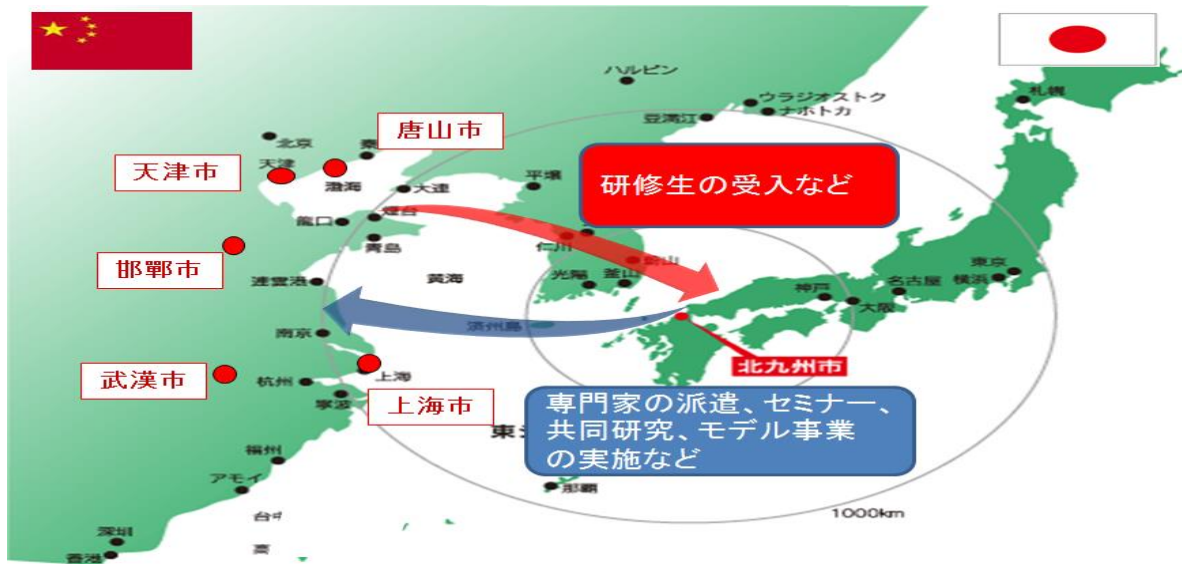 ハルビン
ウラジオストク
ナホトカ
豆満江
札幌
北京
唐山市
天津
天津市
渤海
大連
平壌
研修生の受入など
龍口
煙台
仁川
青島
邯鄲市
連雲港
黄海
光陽
釜山
神戸
名古屋
東京
横浜
大阪
南京
済州島
北九州市
武漢市
杭州
上海
上海市
寧波
専門家の派遣、セミナー、
共同研究、モデル事業
の実施など
福州
アモイ
那覇
1000km
深圳
香港